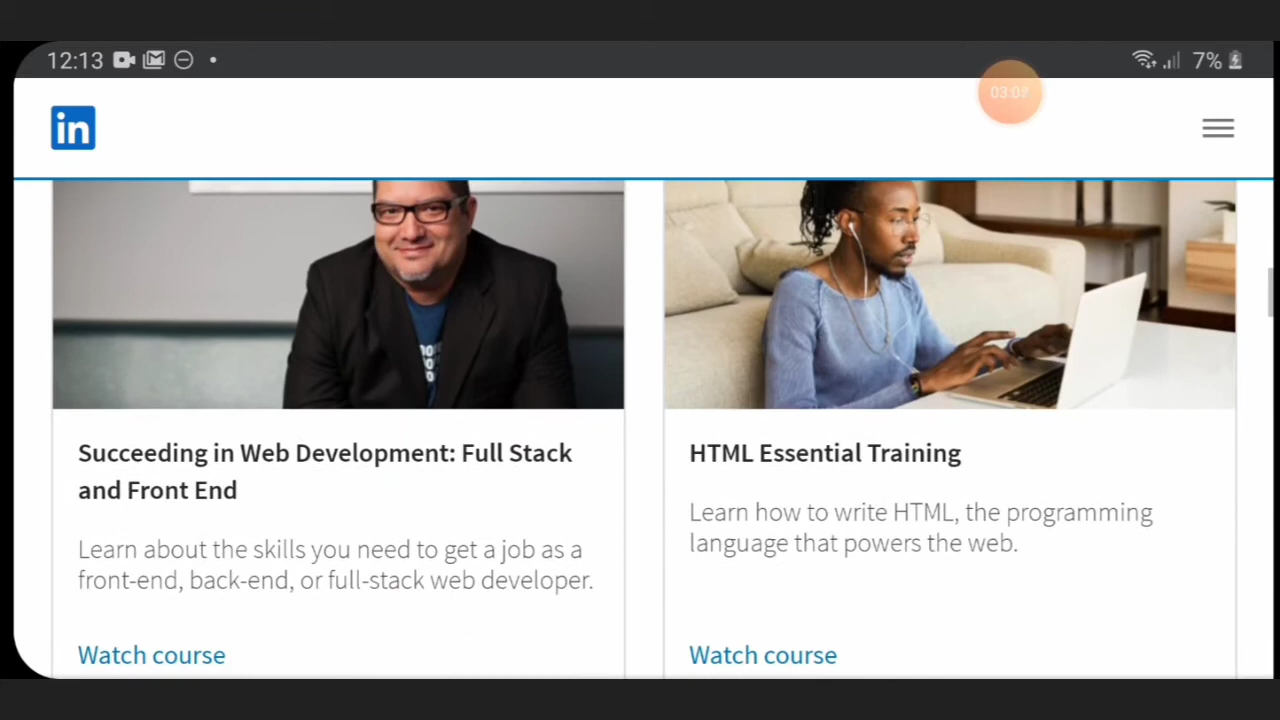 12:13
7%
03:07
in
Succeeding in Web Development: Full Stack
and Front End
Learn about the skills you need to get a job as a
front-end, back-end, or full-stack web developer.
Watch course
HTML Essential Training
Learn how to write HTML, the programming
language that powers the web.
Watch course